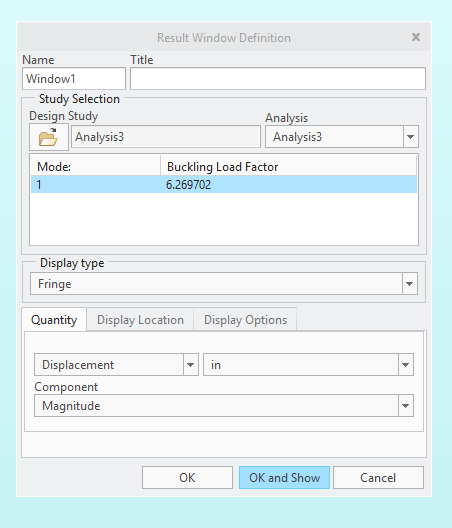 Result Window Definition
Name Title
Window1
Study Selection
Design Study Analysis
Analysis3 Analysis3
Mode: Buckling Load Factor
1 6.269702
Display type
Fringe
Quantity Display Location Display Options
Displacement in
Component
Magnitude
OK OK and Show Cancel